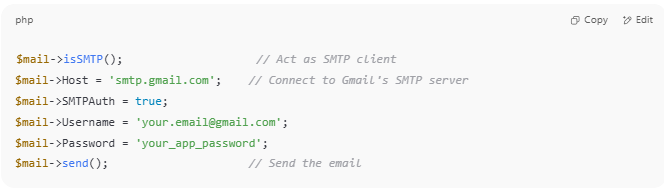 php
Copy
Edit
$mail->isSMTP(); // Act as SMTP client
$mail->Host = 'smtp.gmail.com'; // Connect to Gmail's SMTP server
$mail->SMTPAuth = true;
$mail->Username = 'your.email@gmail.com';
$mail->Password = 'your_app_password';
$mail->send(); // Send the email